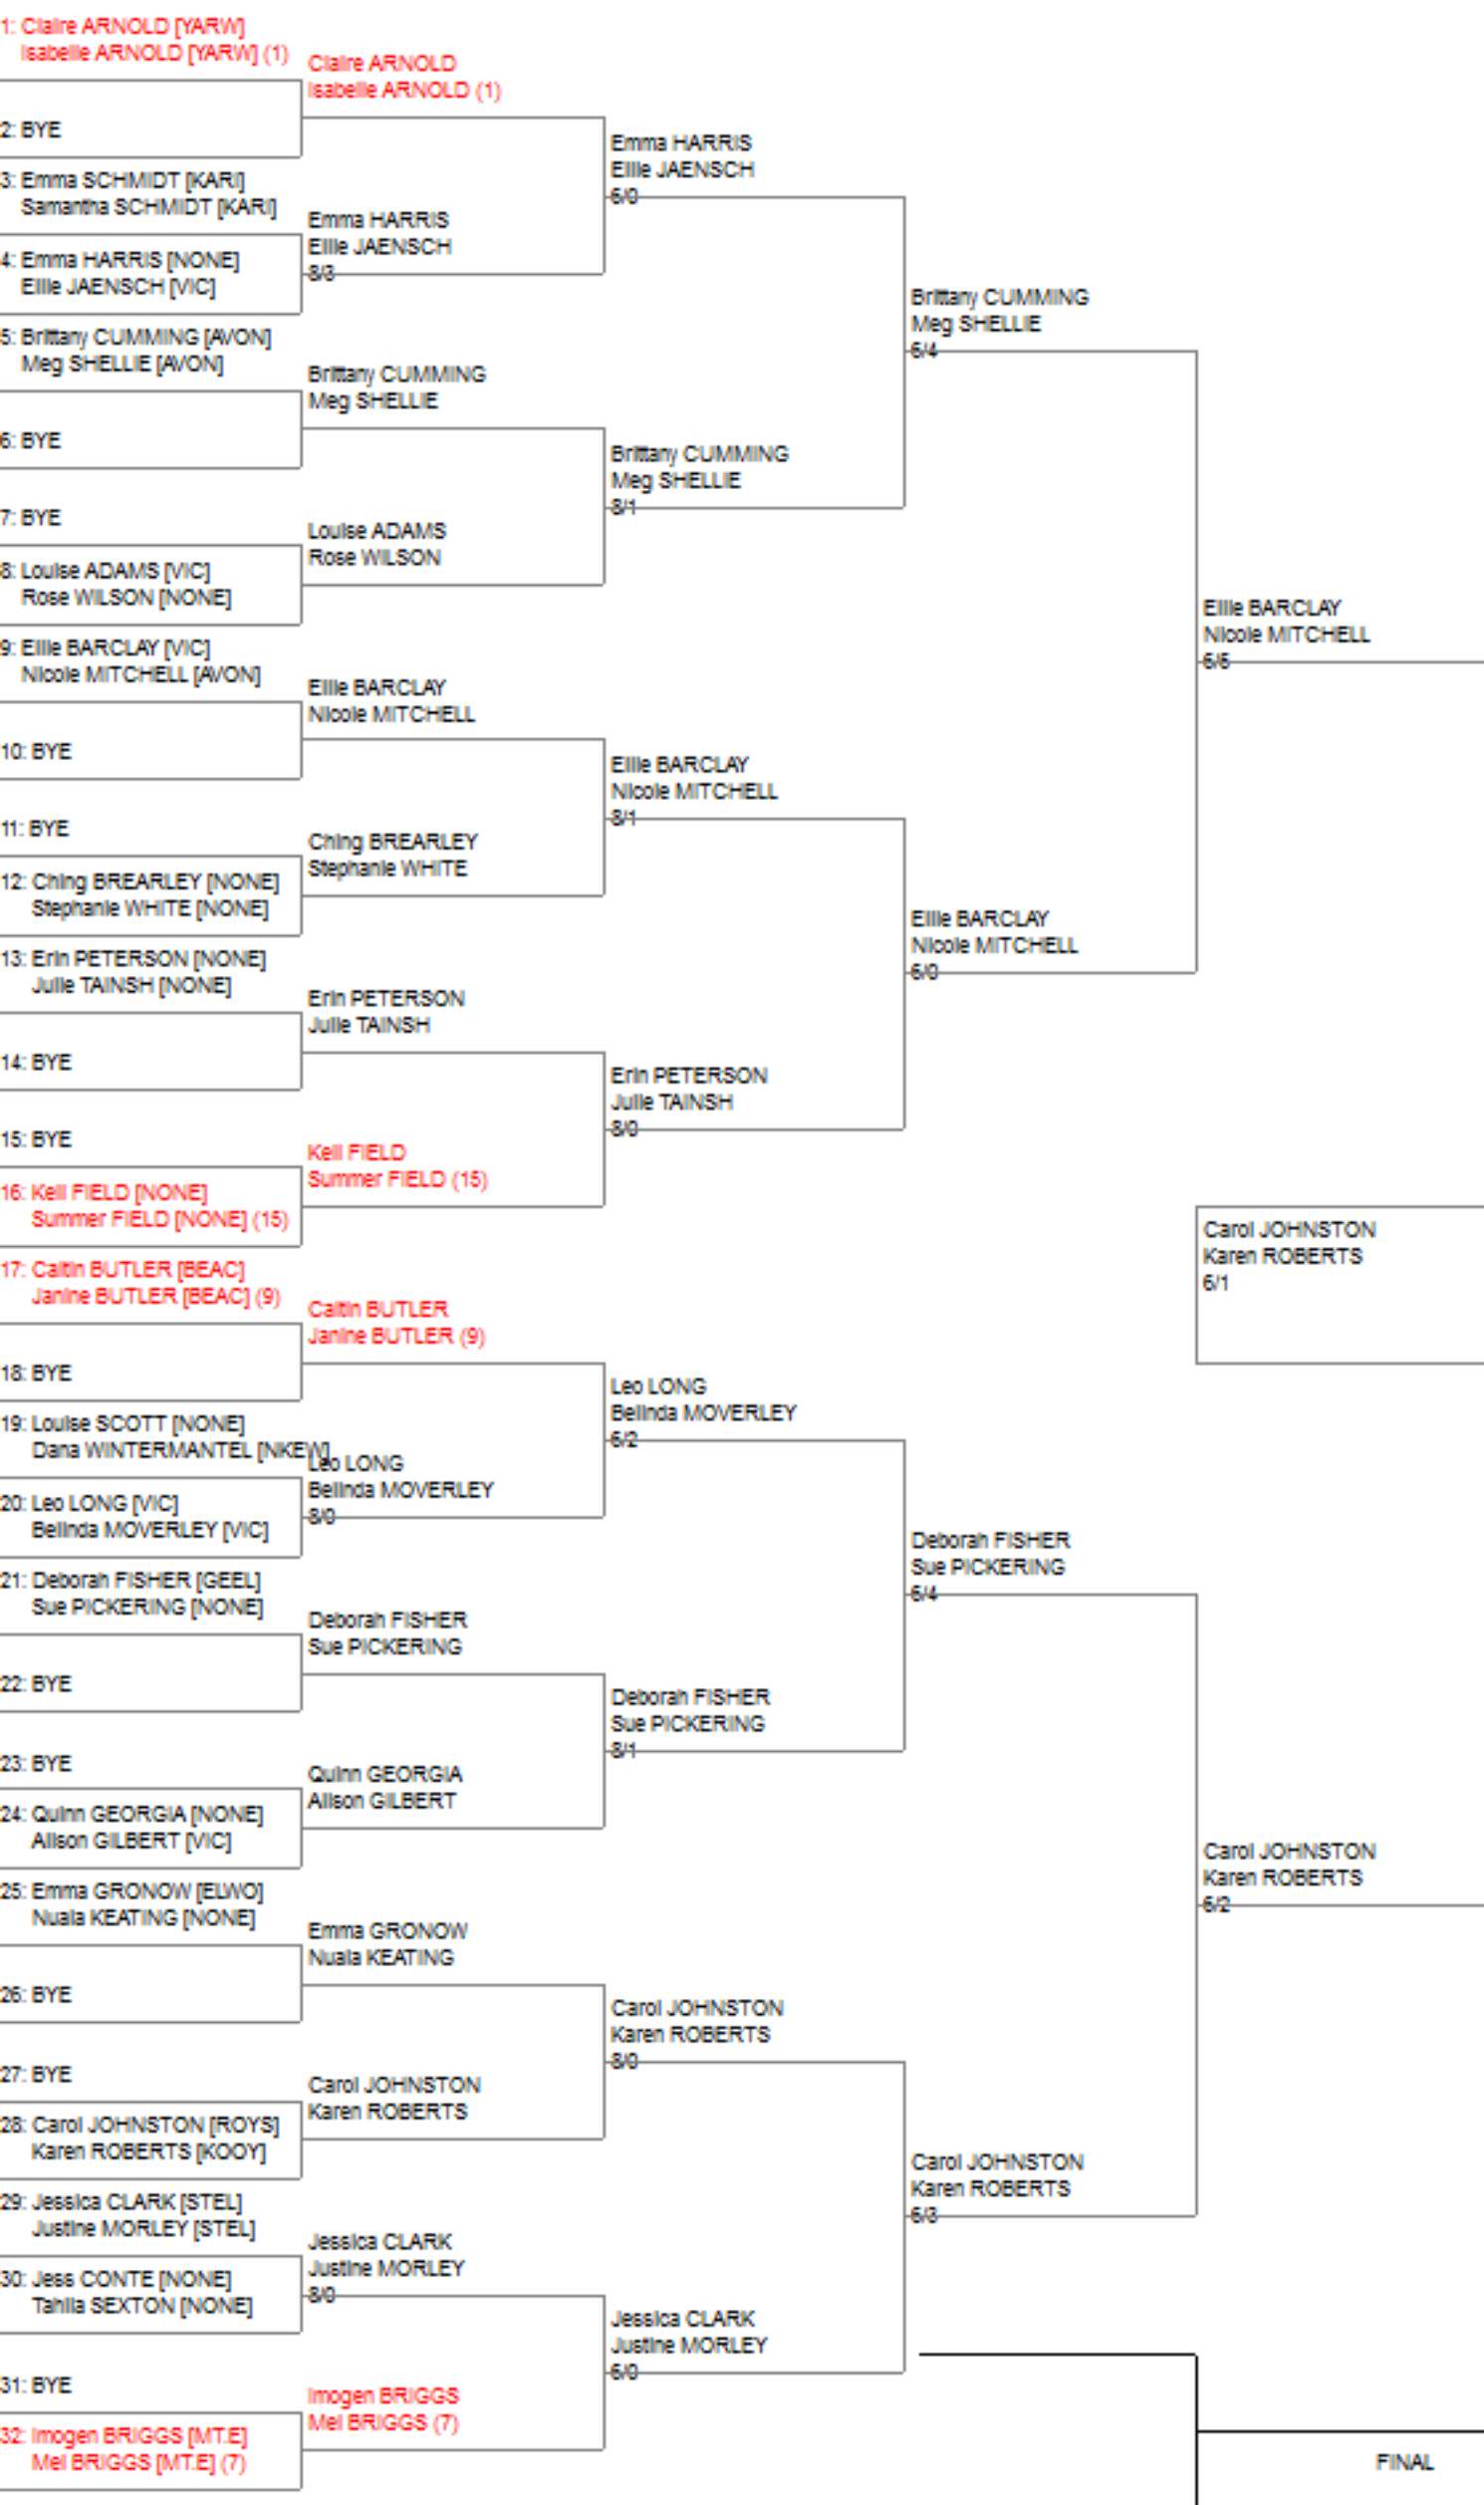 1: Claire ARNOLD [YARW]
Isabelle ARNOLD [YARW] (1)
2: BYE
3: Emma SCHMIDT [KARI]
Samantha SCHMIDT [KARI]
4: Emma HARRIS [NONE]
Ellie JAENSCH [VIC]
5: Brittany CUMMING [AVON]
Meg SHELLIE [AVON]
6: BYE
7: BYE
8: Louise ADAMS [VIC]
Rose WILSON [NONE]
9: Ellie BARCLAY [VIC]
Nicole MITCHELL [AVON]
10: BYE
11: BYE
12: Ching BREARLEY [NONE]
Stephanie WHITE [NONE]
13: Erin PETERSON [NONE]
Julie TAINSH [NONE]
14: BYE
15: BYE
16: Keli FIELD [NONE]
Summer FIELD [NONE] (15)
17: Caitin BUTLER [BEAC]
Janine BUTLER [BEAC] (9)
18: BYE
19: Louise SCOTT [NONE]
Dana WINTERMANTEL [NKEW]
20: Leo LONG [VIC]
Belinda MOVERLEY [VIC]
21: Deborah FISHER [GEEL]
Sue PICKERING [NONE]
22: BYE
23: BYE
24: Quinn GEORGIA [NONE]
Alison GILBERT [VIC]
25: Emma GRONOW [ELWO]
Nuala KEATING [NONE]
26: BYE
27: BYE
28: Carol JOHNSTON [ROYS]
Karen ROBERTS [KOOY]
29: Jessica CLARK [STEL]
Justine MORLEY [STEL]
30: Jess CONTE [NONE]
Tahlia SEXTON [NONE]
31: BYE
32: Imogen BRIGGS [MT.E]
Mel BRIGGS [MT.E] (7)
Claire ARNOLD
Isabelle ARNOLD (1)
Emma HARRIS
Ellie JAENSCH
8/3
Brittany CUMMING
Meg SHELLIE
Louise ADAMS
Rose WILSON
Ellie BARCLAY
Nicole MITCHELL
Ching BREARLEY
Stephanie WHITE
Erin PETERSON
Julie TAINSH
Keli FIELD
Summer FIELD (15)
Caitin BUTLER
Janine BUTLER (9)
Leo LONG
Belinda MOVERLEY
8/0
Deborah FISHER
Sue PICKERING
Quinn GEORGIA
Alison GILBERT
Emma GRONOW
Nuala KEATING
Carol JOHNSTON
Karen ROBERTS
Jessica CLARK
Justine MORLEY
8/0
Imogen BRIGGS
Mel BRIGGS (7)
Emma HARRIS
Ellie JAENSCH
6/0
Brittany CUMMING
Meg SHELLIE
8/1
Ellie BARCLAY
Nicole MITCHELL
8/1
Erin PETERSON
Julie TAINSH
8/0
Leo LONG
Belinda MOVERLEY
6/2
Deborah FISHER
Sue PICKERING
8/1
Carol JOHNSTON
Karen ROBERTS
8/0
Jessica CLARK
Justine MORLEY
6/0
Brittany CUMMING
Meg SHELLIE
6/4
Ellie BARCLAY
Nicole MITCHELL
6/0
Deborah FISHER
Sue PICKERING
6/4
Carol JOHNSTON
Karen ROBERTS
6/3
Ellie BARCLAY
Nicole MITCHELL
6/5
Carol JOHNSTON
Karen ROBERTS
6/1
Carol JOHNSTON
Karen ROBERTS
6/2
FINAL